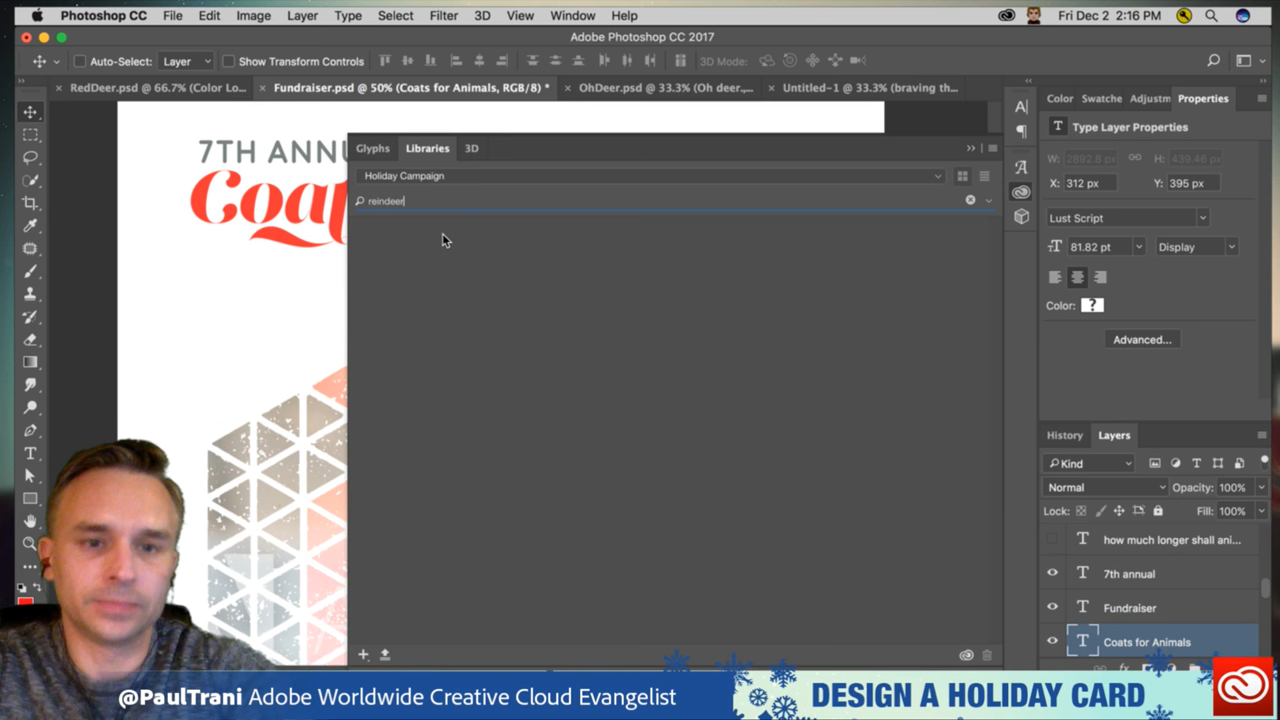 Photoshop CC File Edit Image Layer Type Select Filter 3D View Window Help Fri Dec 2 2:16 PM
Adobe Photoshop CC 2017
Auto-Select: Layer Show Transform Controls 3D Mode:
RedDeer.psd @ 66.7% (Color Lo... Fundraiser.psd @ 50% (Coats for Animals, RGB/8) * OhDeer.psd @ 33.3% (Oh deer,... Untitled-1 @ 33.3% (braving th...
Color Swatche Adjustm Properties
Type Layer Properties
W: 2892.8 p H: 439.46 p
X: 312 px Y: 395 px
Lust Script
81.82 pt Display
Color: ?
Advanced...
7TH ANNU
Coat
Glyphs Libraries 3D
Holiday Campaign
reindeer
History Layers
Kind
Normal Opacity: 100%
Lock: Fill: 100%
how much longer shall ani...
7th annual
Fundraiser
Coats for Animals
@PaulTrani Adobe Worldwide Creative Cloud Evangelist
DESIGN A HOLIDAY CARD